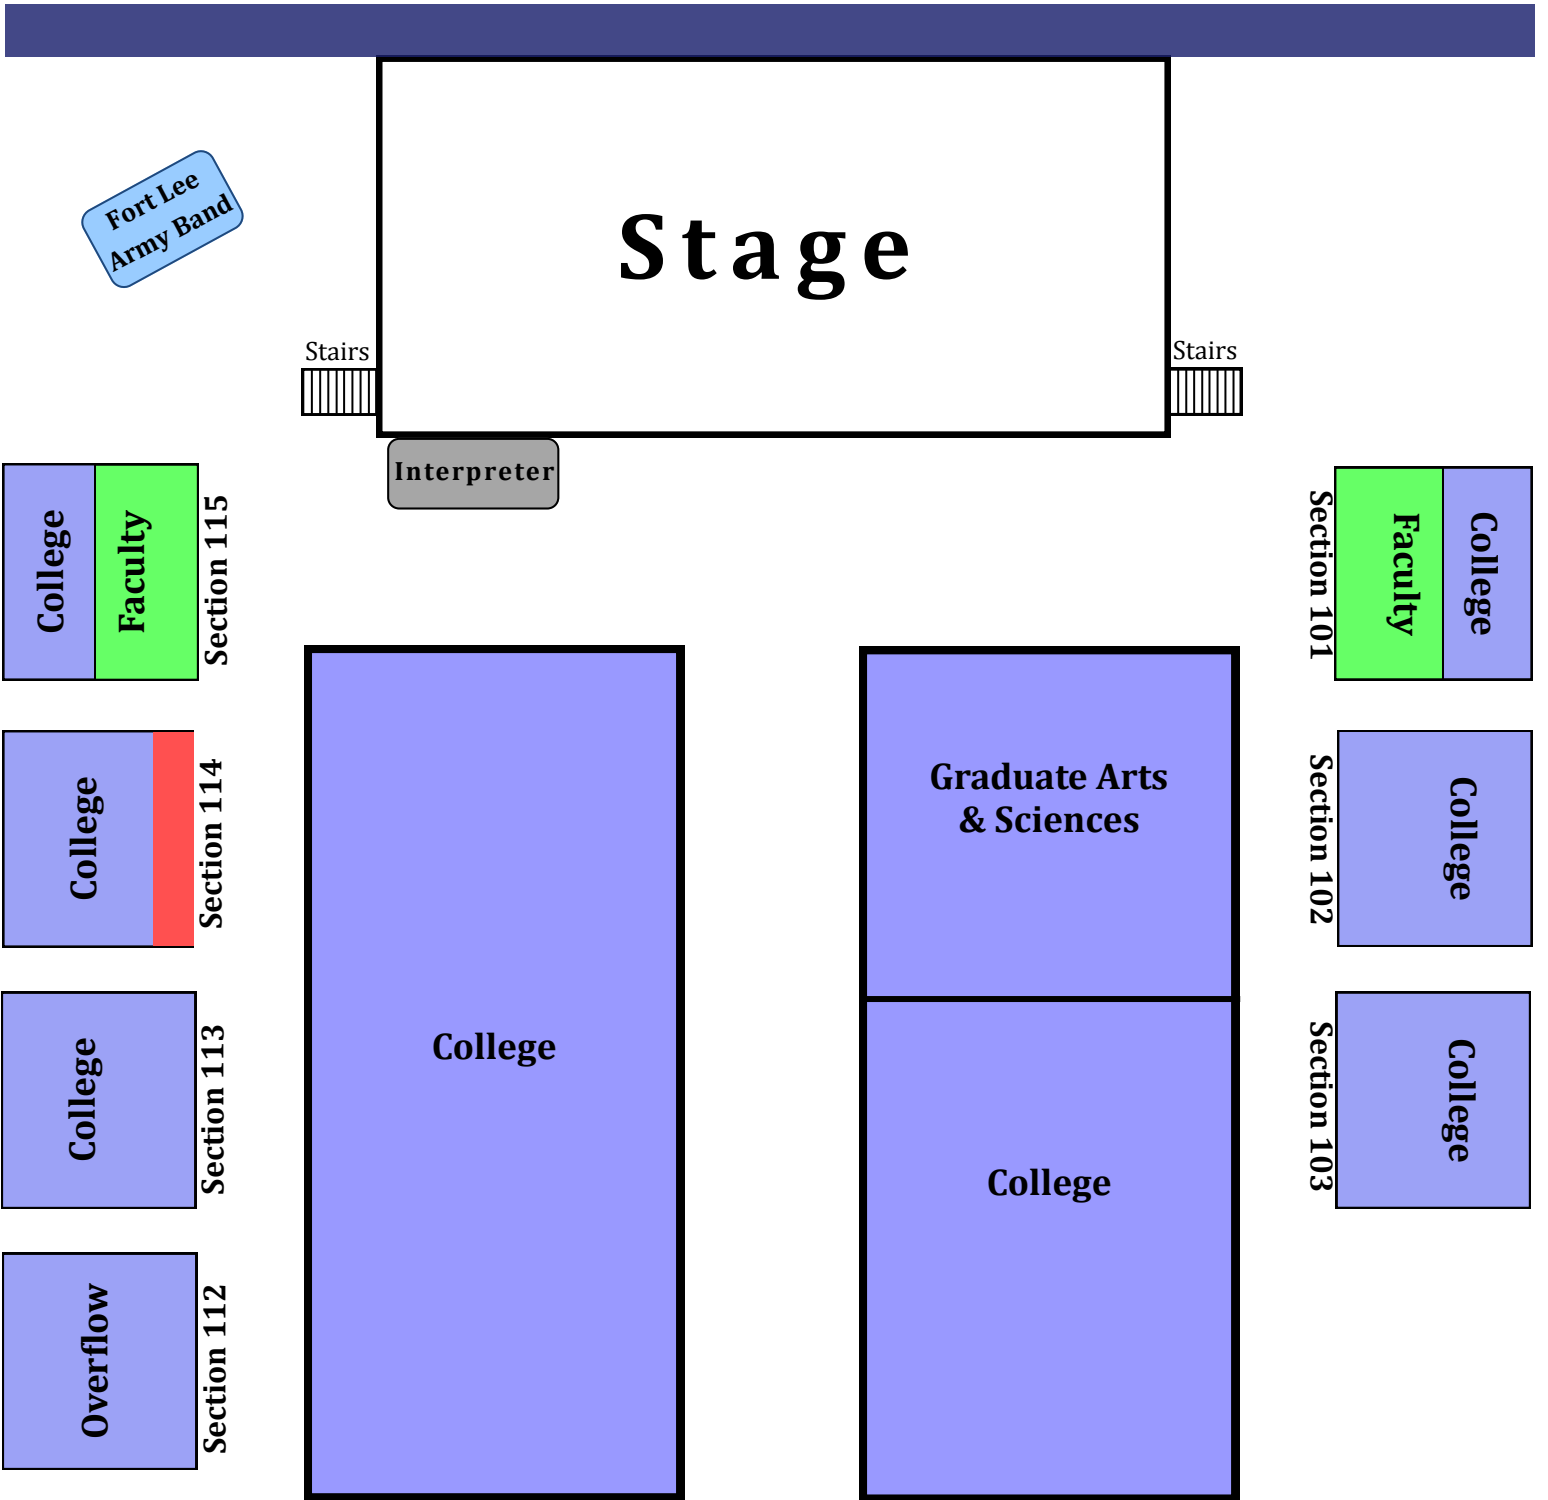 Fort Lee
Army Band
Stage
Stairs
Stairs
Interpreter
College
Faculty
Section 115
Section 101
Faculty
College
College
Section 114
Graduate Arts
& Sciences
Section 102
College
College
Section 113
College
College
Section 103
College
Overflow
Section 112